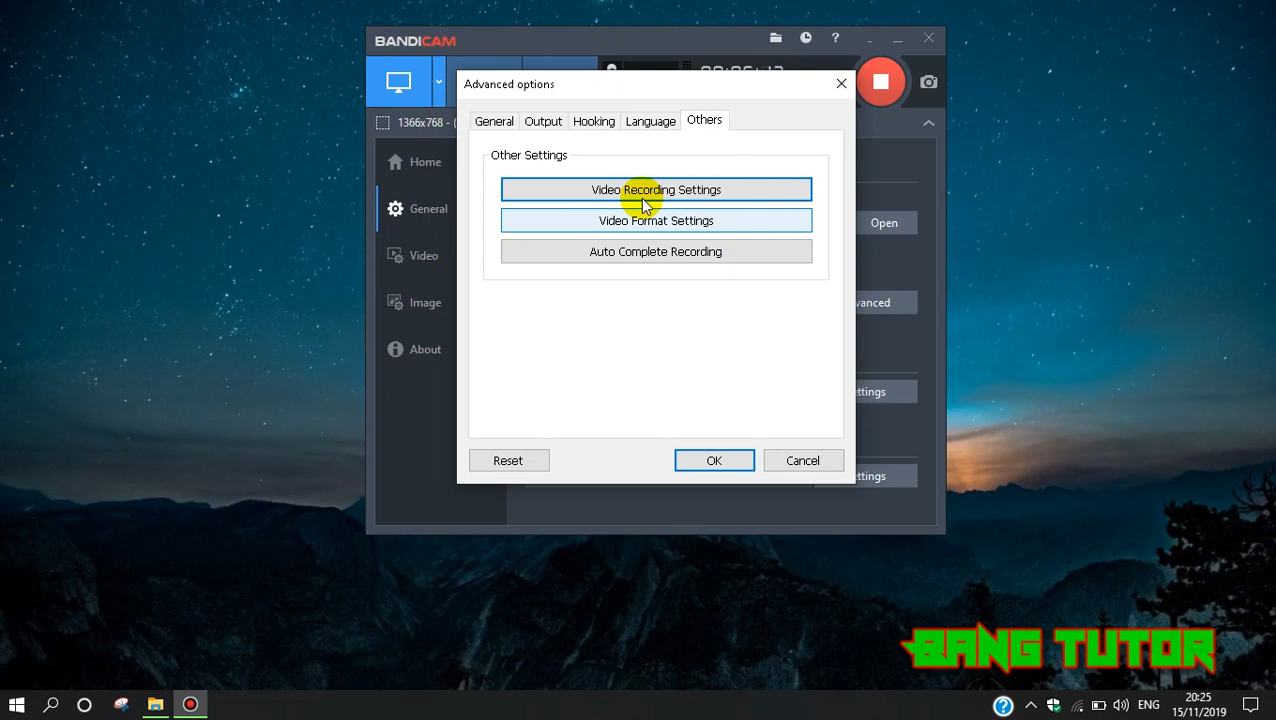 BANDICAM
?
Advanced options
1366x768 - (
General Output Hooking Language Others
Home
General
Video
Image
About
Other Settings
Video Recording Settings
Video Format Settings
Auto Complete Recording
Open
vanced
ettings
ettings
Reset OK Cancel
BANG TUTOR
?
ENG
20:25
15/11/2019